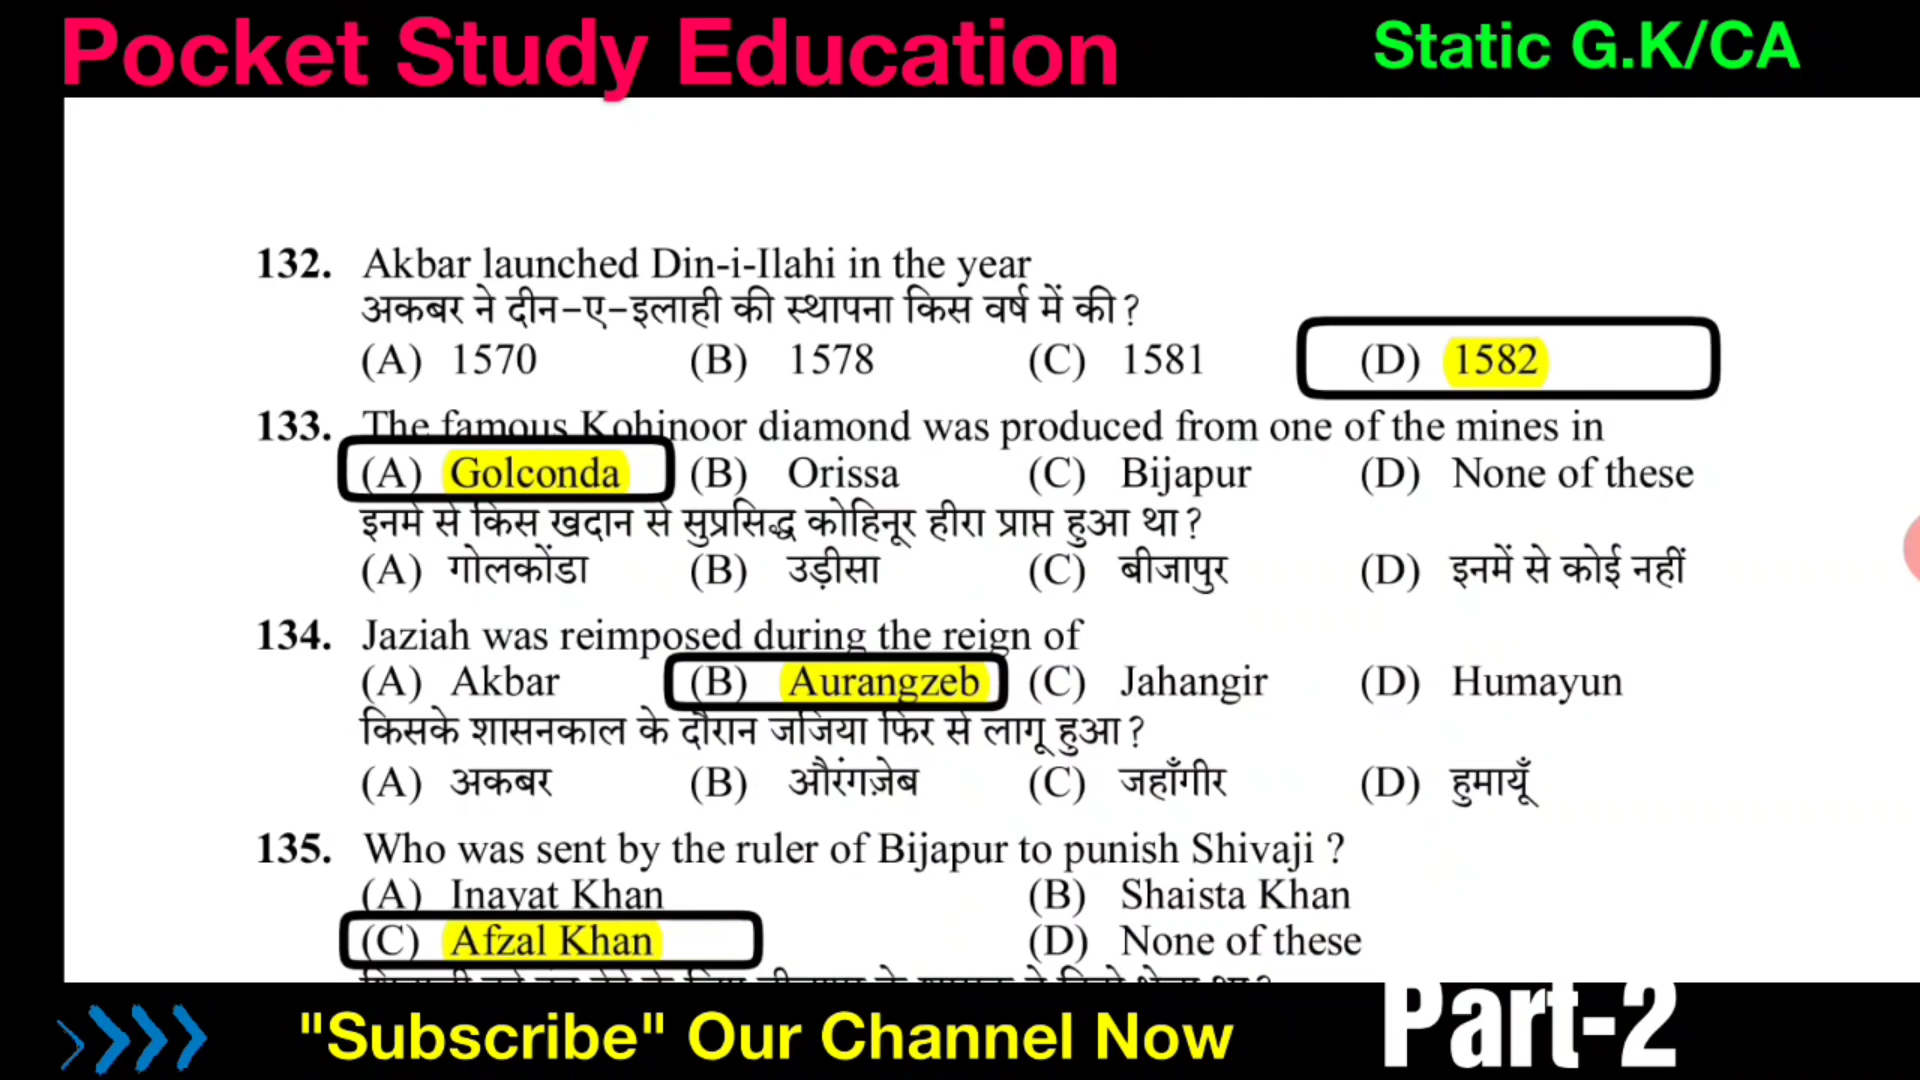 Pocket Study Education
Static G.K/CA
132. Akbar launched Din-i-Ilahi in the year
अकबर ने दीन-ए-इलाही की स्थापना किस वर्ष में की?
(A) 1570 (B) 1578 (C) 1581 (D) 1582
133. The famous Kohinoor diamond was produced from one of the mines in
(A) Golconda (B) Orissa (C) Bijapur (D) None of these
इनमें से किस खदान से सुप्रसिद्ध कोहिनूर हीरा प्राप्त हुआ था?
(A) गोलकोंडा (B) उड़ीसा (C) बीजापुर (D) इनमें से कोई नहीं
134. Jaziah was reimposed during the reign of
(A) Akbar (B) Aurangzeb (C) Jahangir (D) Humayun
किसके शासनकाल के दौरान जजिया फिर से लागू हुआ?
(A) अकबर (B) औरंगज़ेब (C) जहाँगीर (D) हुमायूँ
135. Who was sent by the ruler of Bijapur to punish Shivaji ?
(A) Inayat Khan (B) Shaista Khan
(C) Afzal Khan (D) None of these
"Subscribe" Our Channel Now
Part-2